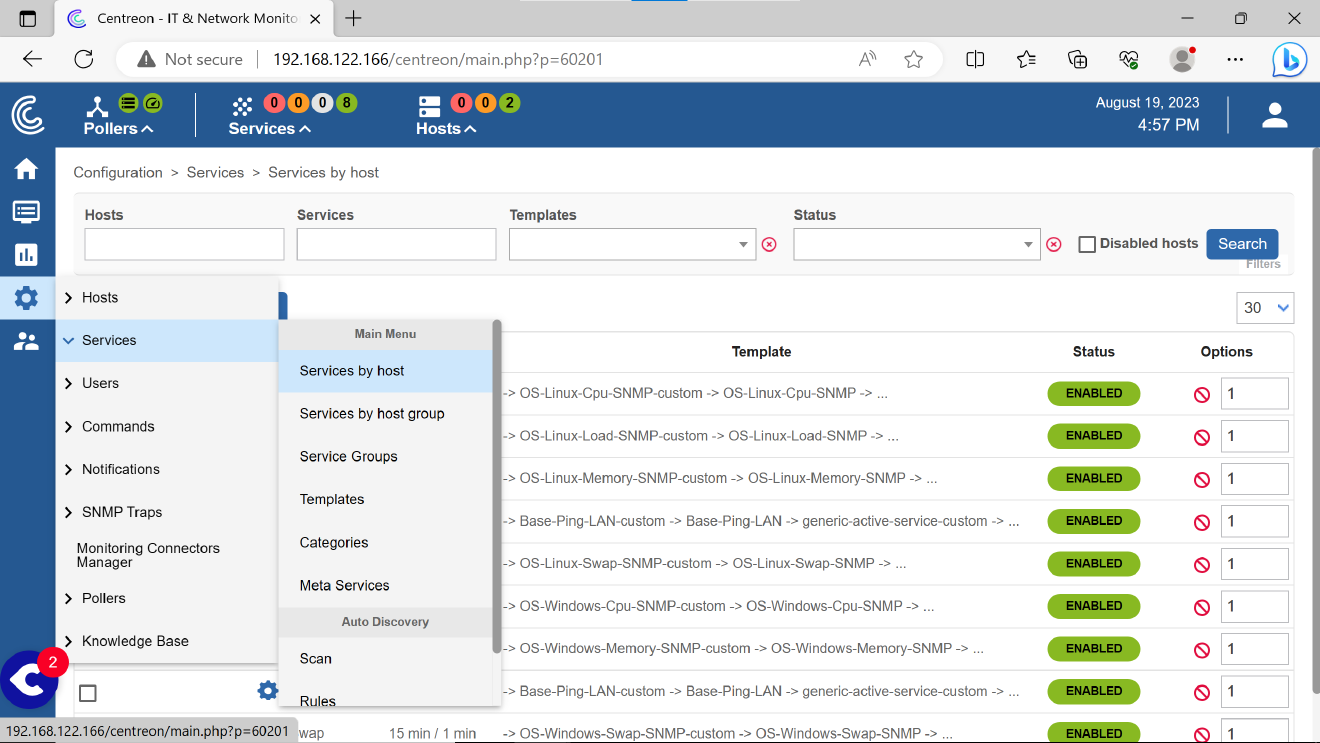 Centreon - IT & Network Monito
Not secure
192.168.122.166/centreon/main.php?p=60201
Pollers
Services
0 0 0 8
Hosts
0 0 2
August 19, 2023
4:57 PM
Configuration > Services > Services by host
Hosts
Services
Templates
Status
Disabled hosts
Search
Filters
30
Hosts
Services
Users
Commands
Notifications
SNMP Traps
Monitoring Connectors
Manager
Pollers
Knowledge Base
2
Main Menu
Services by host
Services by host group
Service Groups
Templates
Categories
Meta Services
Auto Discovery
Scan
Rules
Template Status Options
-> OS-Linux-Cpu-SNMP-custom -> OS-Linux-Cpu-SNMP -> ... ENABLED 1
-> OS-Linux-Load-SNMP-custom -> OS-Linux-Load-SNMP -> ... ENABLED 1
-> OS-Linux-Memory-SNMP-custom -> OS-Linux-Memory-SNMP -> ... ENABLED 1
-> Base-Ping-LAN-custom -> Base-Ping-LAN -> generic-active-service-custom -> ... ENABLED 1
-> OS-Linux-Swap-SNMP-custom -> OS-Linux-Swap-SNMP -> ... ENABLED 1
-> OS-Windows-Cpu-SNMP-custom -> OS-Windows-Cpu-SNMP -> ... ENABLED 1
-> OS-Windows-Memory-SNMP-custom -> OS-Windows-Memory-SNMP -> ... ENABLED 1
-> Base-Ping-LAN-custom -> Base-Ping-LAN -> generic-active-service-custom -> ... ENABLED 1
wap 15 min / 1 min -> OS-Windows-Swap-SNMP-custom -> OS-Windows-Swap-SNMP -> ... ENABLED 1
192.168.122.166/centreon/main.php?p=60201